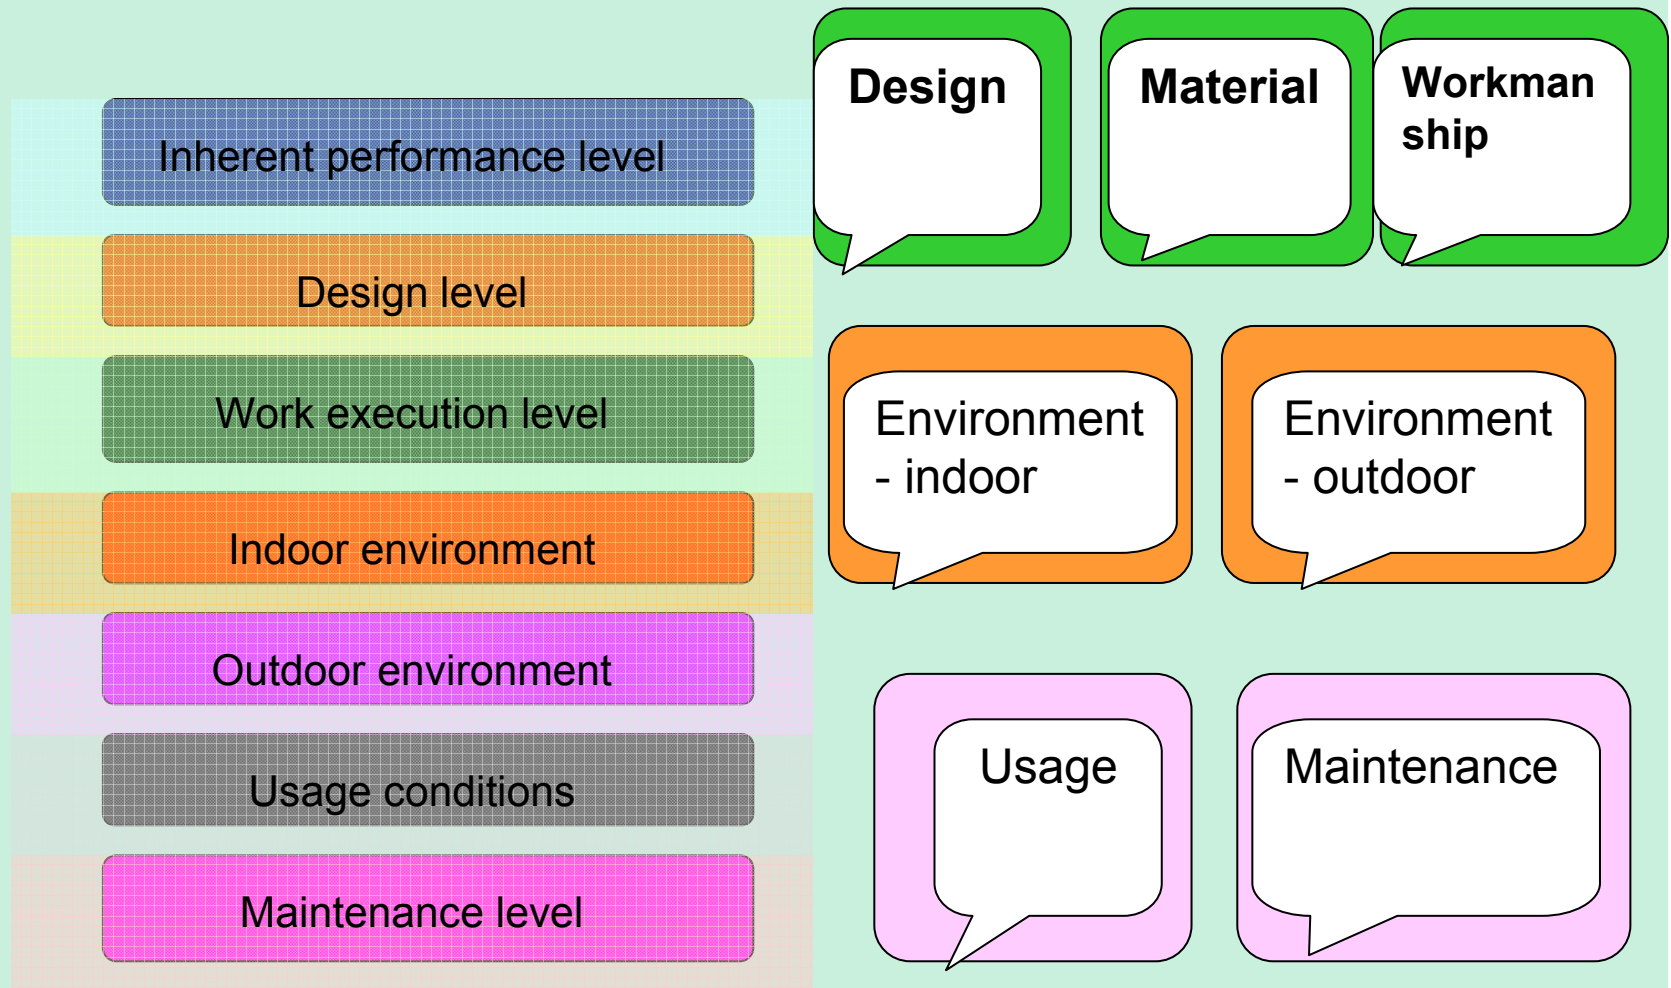 Inherent performance level
Design level
Work execution level
Indoor environment
Outdoor environment
Usage conditions
Maintenance level
Design
Material
Workman
ship
Environment
- indoor
Environment
- outdoor
Usage
Maintenance